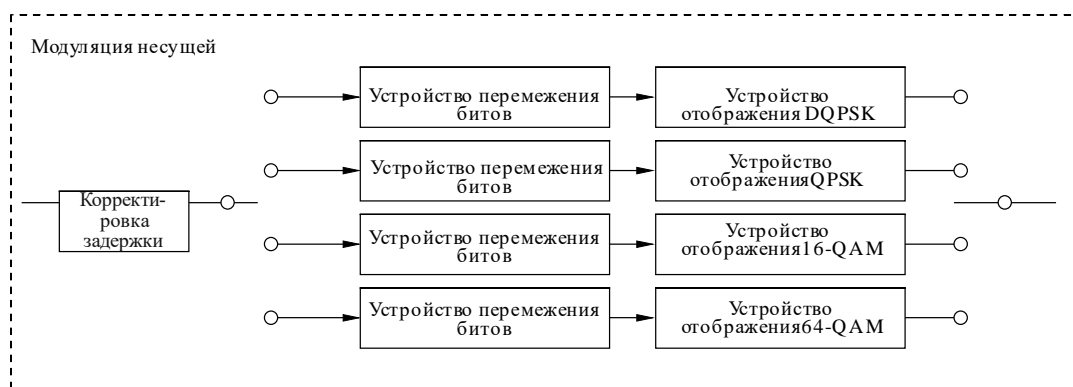 Модуляция несущей
Устройство перемежения
битов
Устройство
отображения DQPSK
Устройство перемежения
битов
Устройство
отображенияQPSK
Корректи-
ровка
задержки
Устройство перемежения
битов
Устройство
отображения16-QAM
Устройство перемежения
битов
Устройство
отображения64-QAM